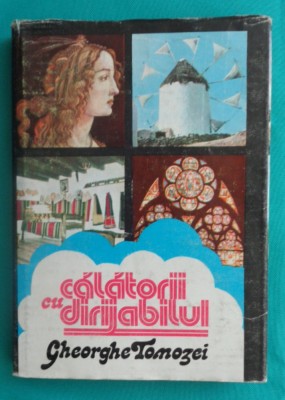 călătorii
cu dirijabilul
Gheorghe Tomozei